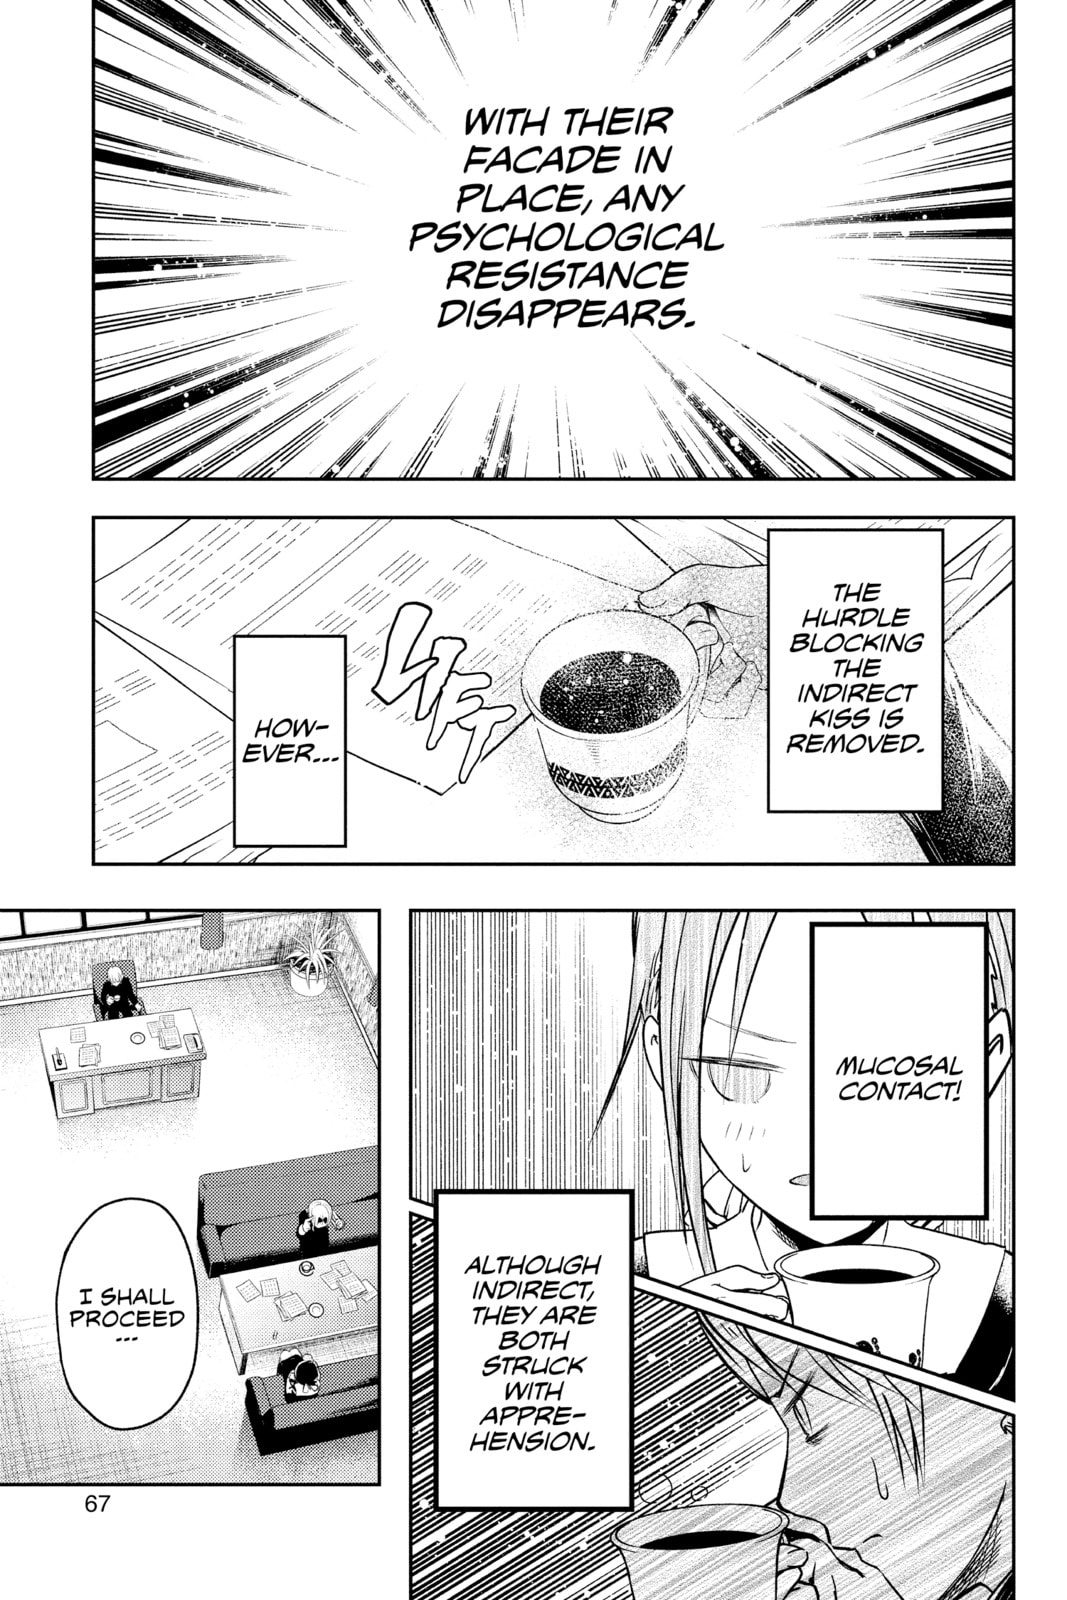 WITH THEIR
FACADE IN
PLACE, ANY
PSYCHOLOGICAL
RESISTANCE
DISAPPEARS.
THE
HURDLE
BLOCKING
THE
INDIRECT
KISS IS
REMOVED.
LIFT
HOW-
EVER...
MUCOSAL
CONTACT!
ALTHOUGH
INDIRECT,
THEY ARE
BOTH
STRUCK
WITH
APPRE-
HENSION.
I SHALL
PROCEED
...
67